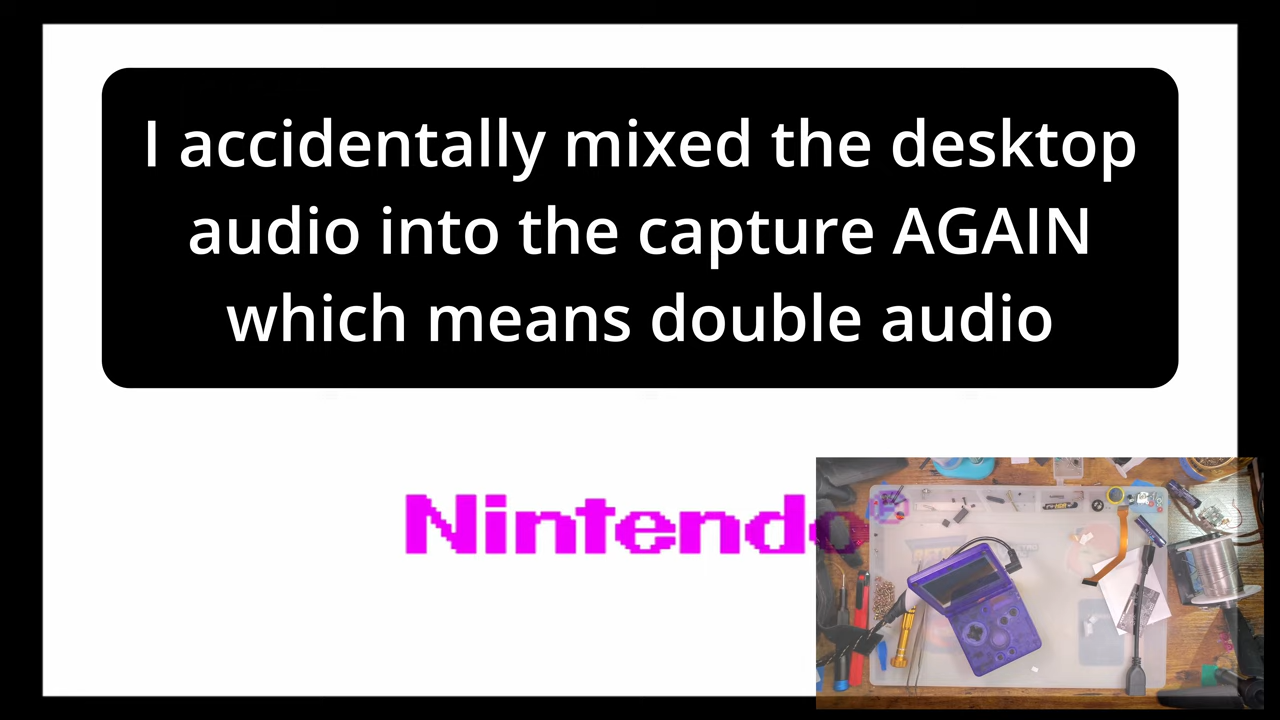 I accidentally mixed the desktop
audio into the capture AGAIN
which means double audio
Nintendo